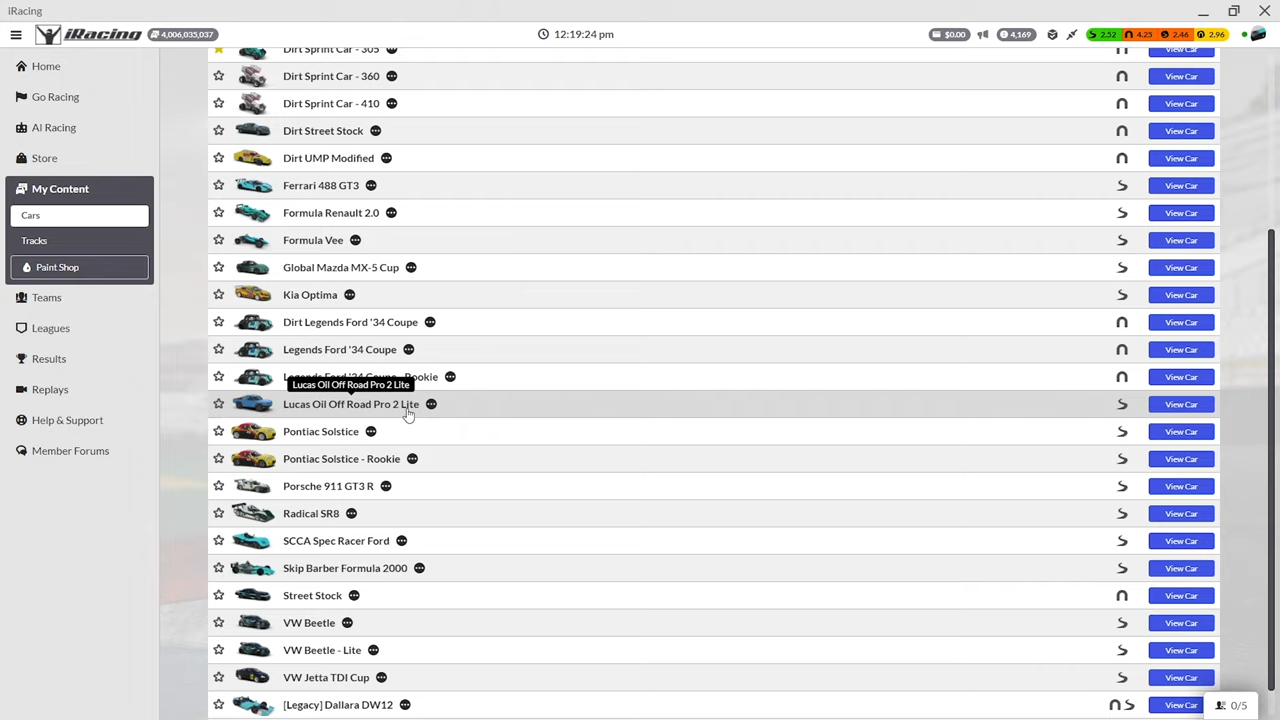 iRacing
iRacing
4,006,035,037
12:19:24 pm
$0.00
4,169
2.52
4.25
2.46
2.96
Home
Go Racing
AI Racing
Store
My Content
Cars
Tracks
Paint Shop
Teams
Leagues
Results
Replays
Help & Support
Member Forums
Dirt Sprint Car - 305 View Car
Dirt Sprint Car - 360 View Car
Dirt Sprint Car - 410 View Car
Dirt Street Stock View Car
Dirt UMP Modified View Car
Ferrari 488 GT3 View Car
Formula Renault 2.0 View Car
Formula Vee View Car
Global Mazda MX-5 Cup View Car
Kia Optima View Car
Dirt Legends Ford '34 Coupe View Car
Legends Ford '34 Coupe View Car
Legends Ford '34 Coupe - Rookie View Car
Lucas Oil Off Road Pro 2 Lite
Lucas Oil Off Road Pro 2 Lite View Car
Pontiac Solstice View Car
Pontiac Solstice - Rookie View Car
Porsche 911 GT3 R View Car
Radical SR8 View Car
SCCA Spec Racer Ford View Car
Skip Barber Formula 2000 View Car
Street Stock View Car
VW Beetle View Car
VW Beetle - Lite View Car
VW Jetta TDI Cup View Car
[Legacy] Dallara DW12 View Car
0/5